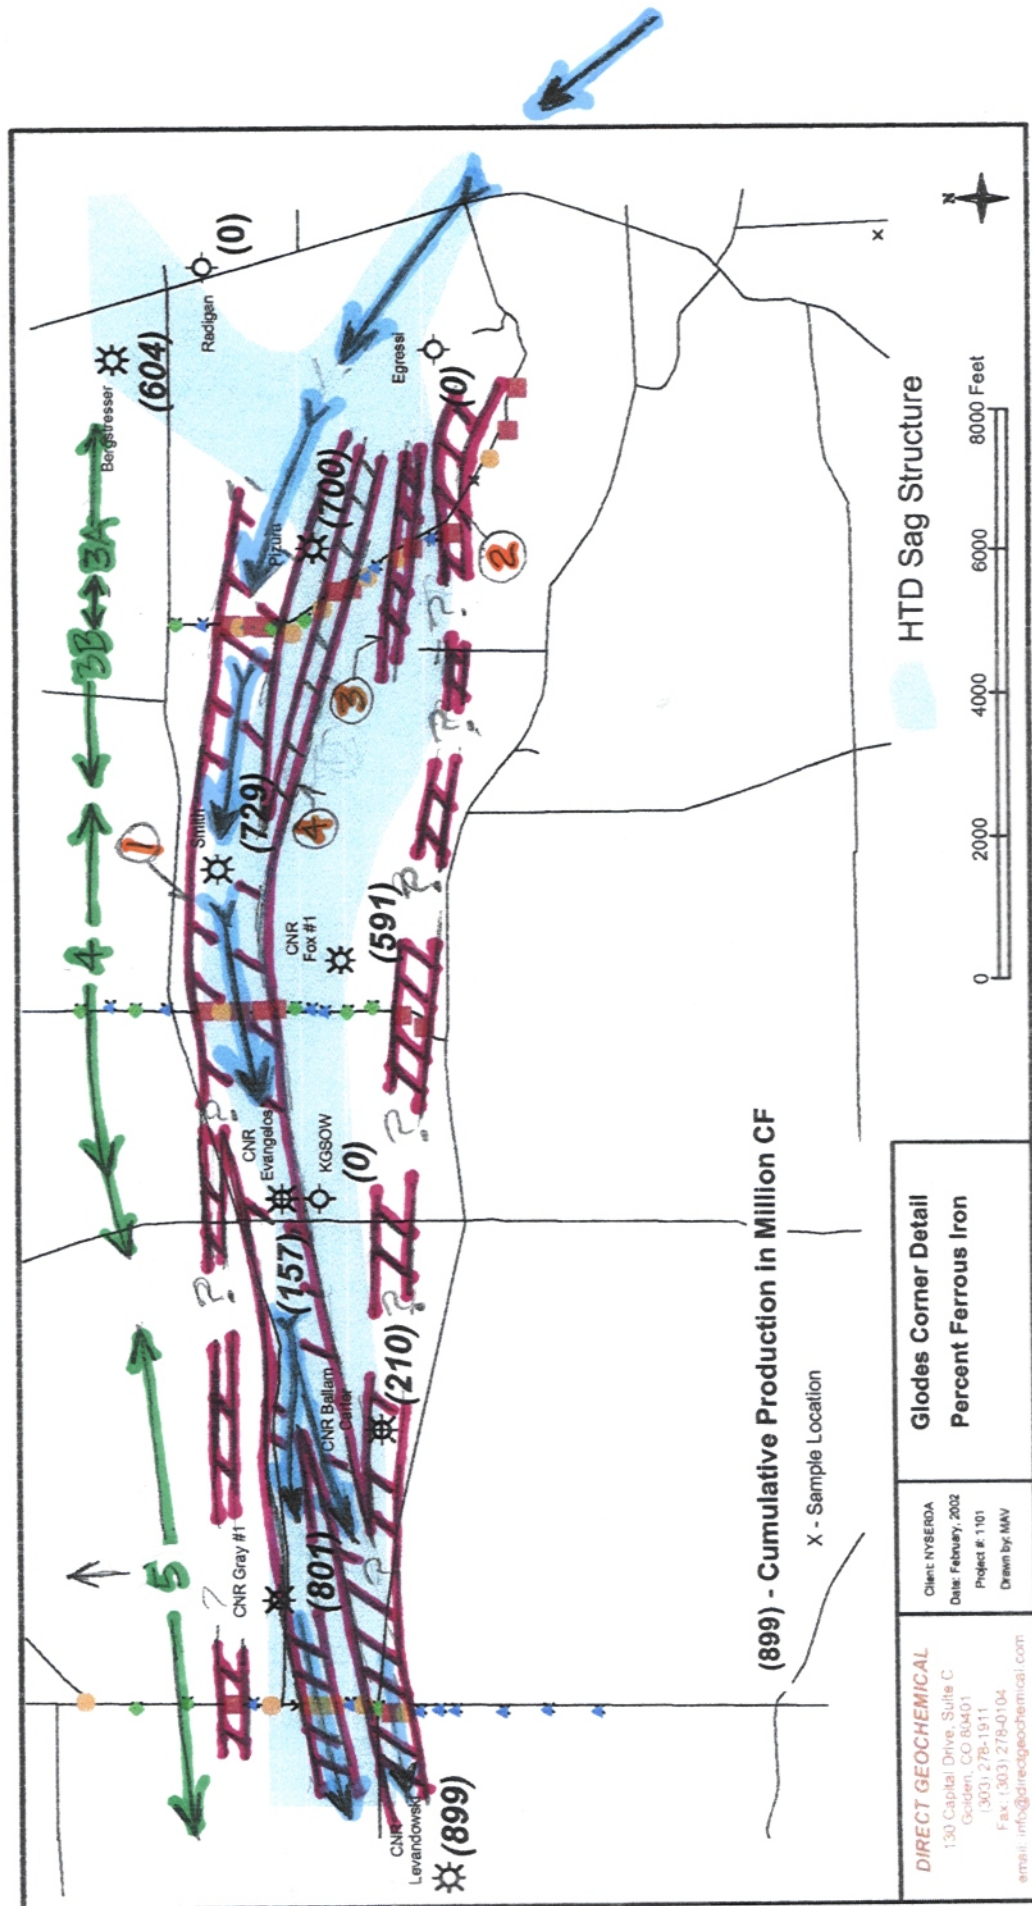 5
4
3B
3A
Bergstresser
(604)
Radigan
(0)
1
Smith
(729)
Pizura
(700)
Egressi
(0)
CNR Gray #1
(801)
CNR Ballam
Carter
(210)
(157)
CNR
Evangelos
KGSOW
(0)
CNR
Fox #1
(591)
4
3
2
CNR
Levandowski
(899)
?
?
?
?
?
?
?
?
?
(899) - Cumulative Production in Million CF
X - Sample Location
HTD Sag Structure
0 2000 4000 6000 8000 Feet
N
DIRECT GEOCHEMICAL
130 Capital Drive, Suite C
Golden, CO 80401
(303) 278-1911
Fax: (303) 278-0104
email: info@directgeochemical.com
Client: NYSERDA
Date: February, 2002
Project #: 1101
Drawn by: MAV
Glodes Corner Detail
Percent Ferrous Iron